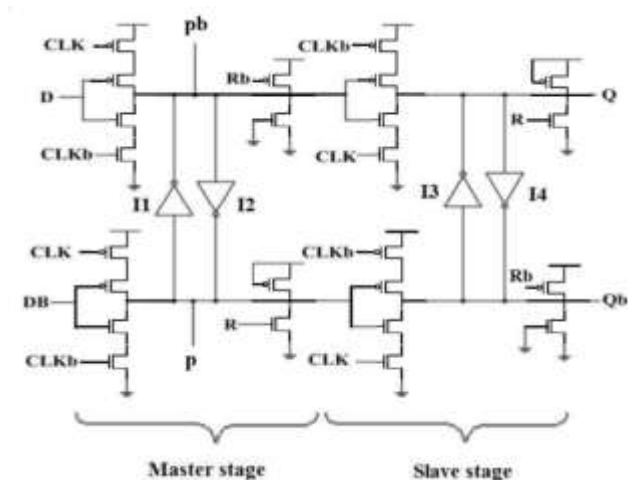 pb
CLK
CLKb
Rb
D
Q
R
CLKb
CLK
I1
I2
I3
I4
CLK
CLKb
Rb
DB
Qb
R
CLKb
p
CLK
Master stage
Slave stage